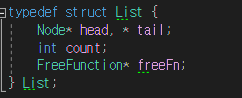 typedef struct List {
Node* head, * tail;
int count;
FreeFunction* freeFn;
} List;